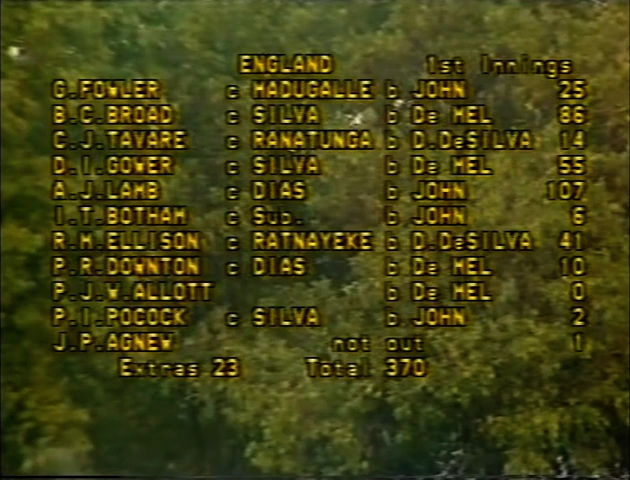 ENGLAND 1st Innings
G.FOWLER c MADUGALLE b JOHN 25
B.C.BROAD c SILVA b De MEL 86
C.J.TAVARE c RANATUNGA b D.DeSILVA 14
D.I.GOWER c SILVA b De MEL 55
A.J.LAMB c DIAS b JOHN 107
I.T.BOTHAM c Sub. b JOHN 6
R.M.ELLISON c RATNAYEKE b D.DeSILVA 41
P.R.DOWNTON c DIAS b De MEL 10
P.J.W.ALLOTT b De MEL 0
P.I.POCOCK c SILVA b JOHN 2
J.P.AGNEW not out 1
Extras 23 Total 370